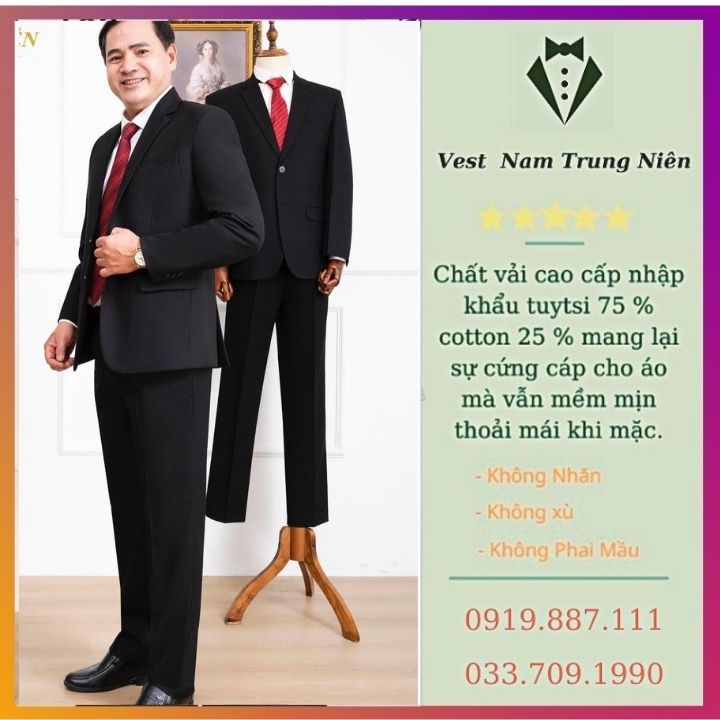 ÊN
Vest Nam Trung Niên
Chất vải cao cấp nhập
khẩu tuytsi 75 %
cotton 25 % mang lại
sự cứng cáp cho áo
mà vẫn mềm mịn
thoải mái khi mặc.
- Không Nhăn
- Không xù
- Không Phai Mầu
0919.887.111
033.709.1990